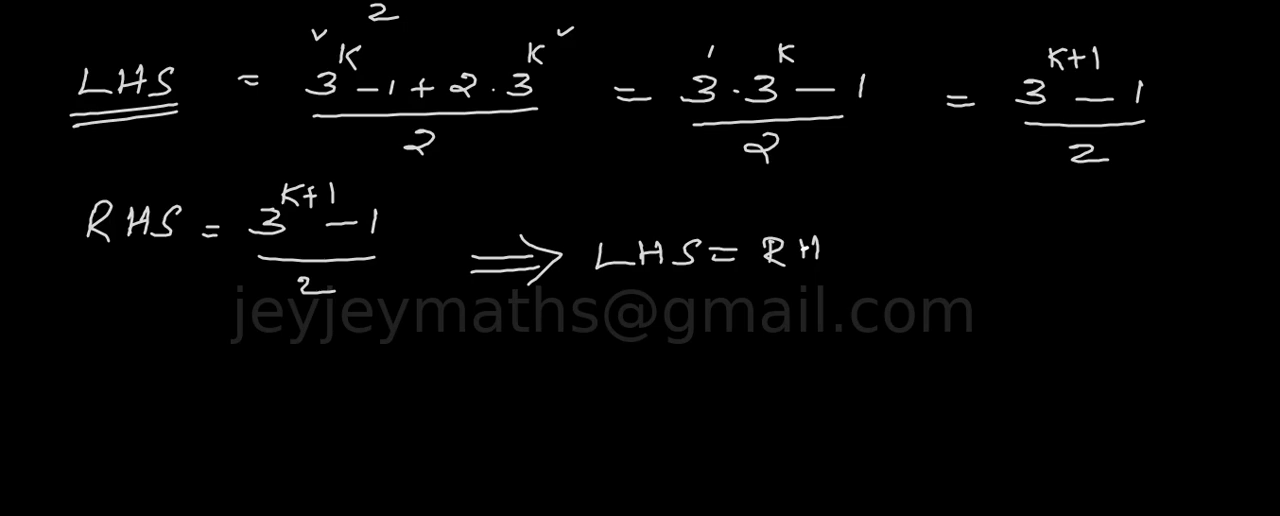 LHS = (3^K - 1 + 2 . 3^K) / 2 = (3^1 . 3^K - 1) / 2 = (3^(K+1) - 1) / 2
RHS = (3^(K+1) - 1) / 2 ⟹ LHS = RH
jeyjeymaths@gmail.com